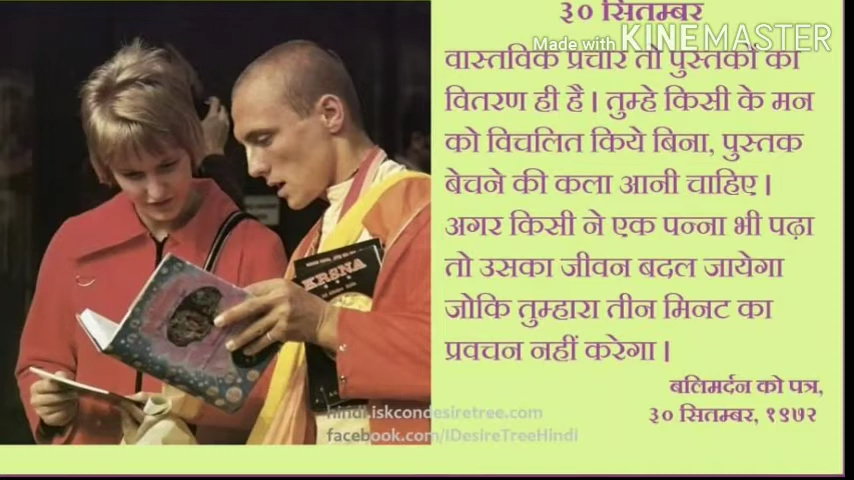 ३० सितम्बर
Made with KINEMASTER
वास्तविक प्रचार तो पुस्तकों का
वितरण ही है। तुम्हे किसी के मन
को विचलित किये बिना, पुस्तक
बेचने की कला आनी चाहिए।
अगर किसी ने एक पन्ना भी पढ़ा
तो उसका जीवन बदल जायेगा
जोकि तुम्हारा तीन मिनट का
प्रवचन नहीं करेगा।
बलिमर्दन को पत्र,
३० सितम्बर, १९७२
KRSNA
hindi.iskcondesiretree.com
facebook.com/IDesireTreeHindi